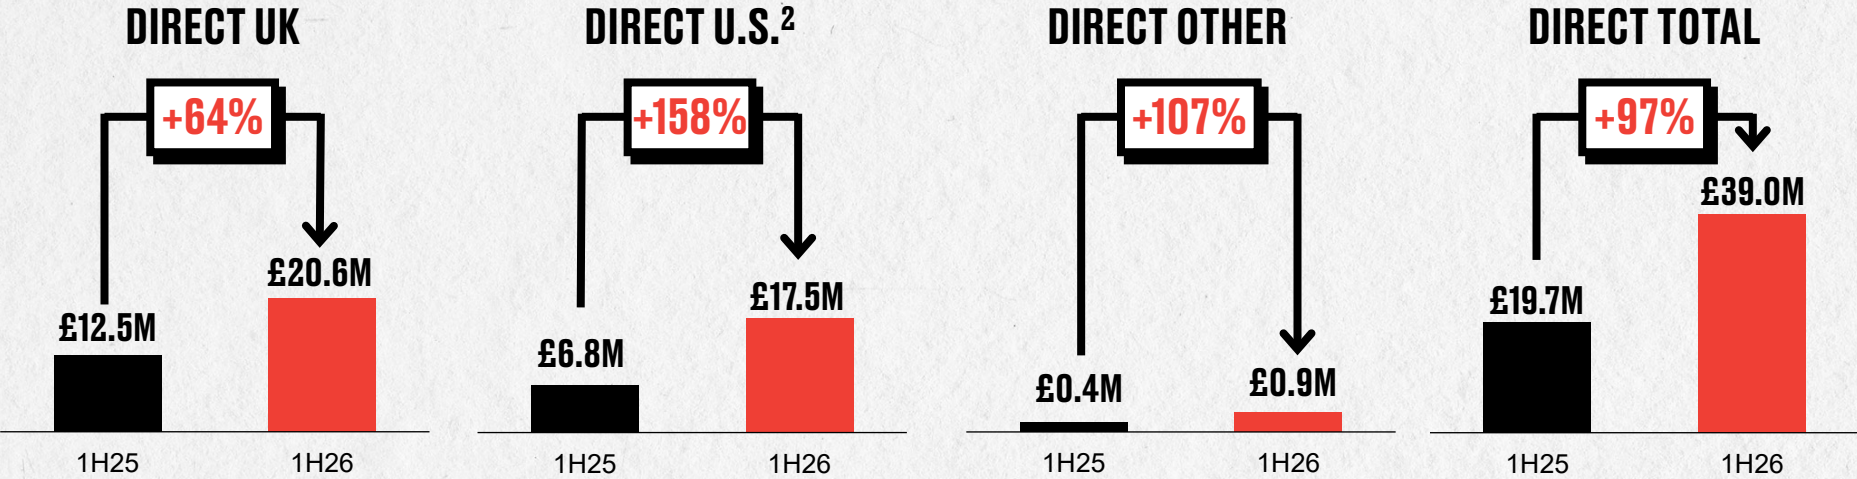 DIRECT UK
+64%
£12.5M
£20.6M
1H25
1H26
DIRECT U.S.²
+158%
£6.8M
£17.5M
1H25
1H26
DIRECT OTHER
+107%
£0.4M
£0.9M
1H25
1H26
DIRECT TOTAL
+97%
£19.7M
£39.0M
1H25
1H26